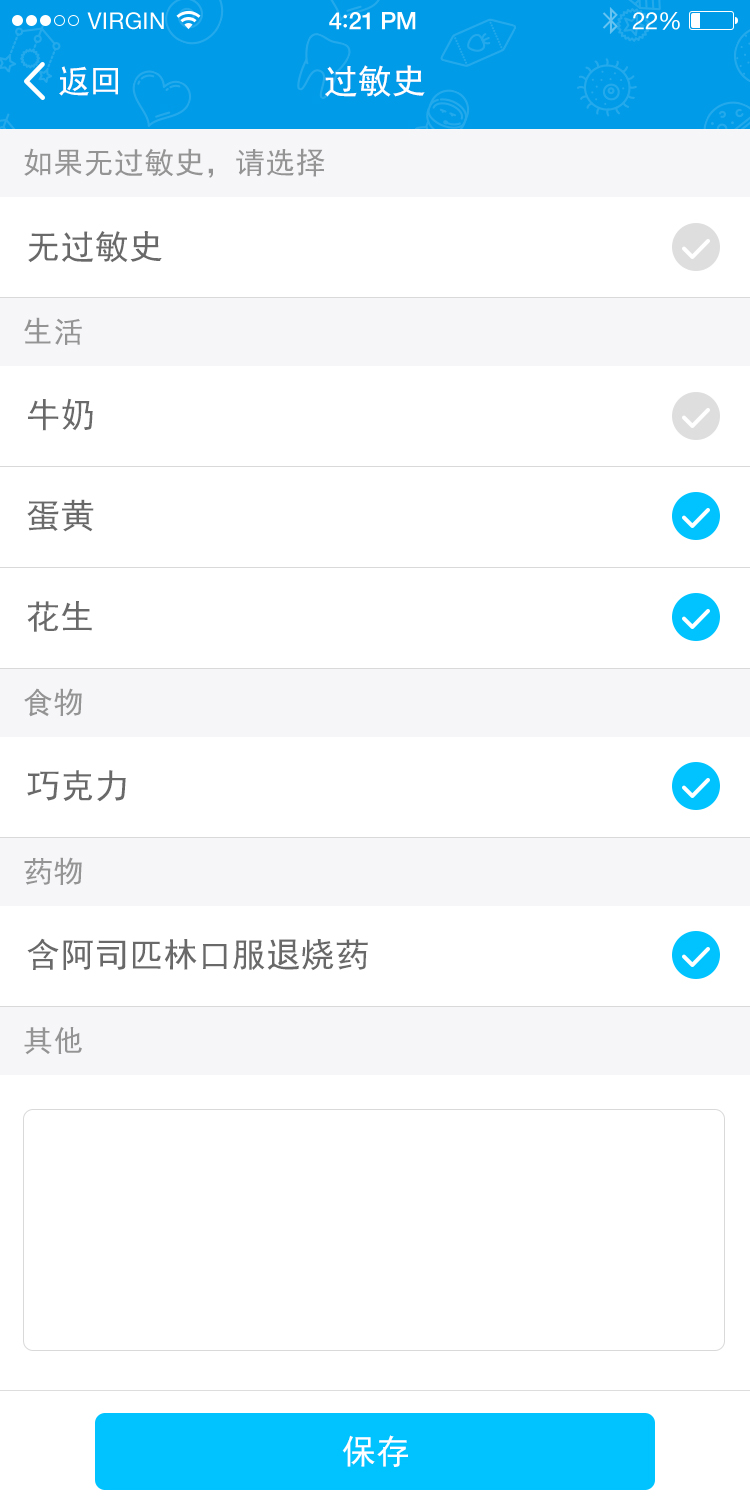 VIRGIN 4:21 PM 22%
返回 过敏史
如果无过敏史，请选择
无过敏史
生活
牛奶
蛋黄
花生
食物
巧克力
药物
含阿司匹林口服退烧药
其他
保存